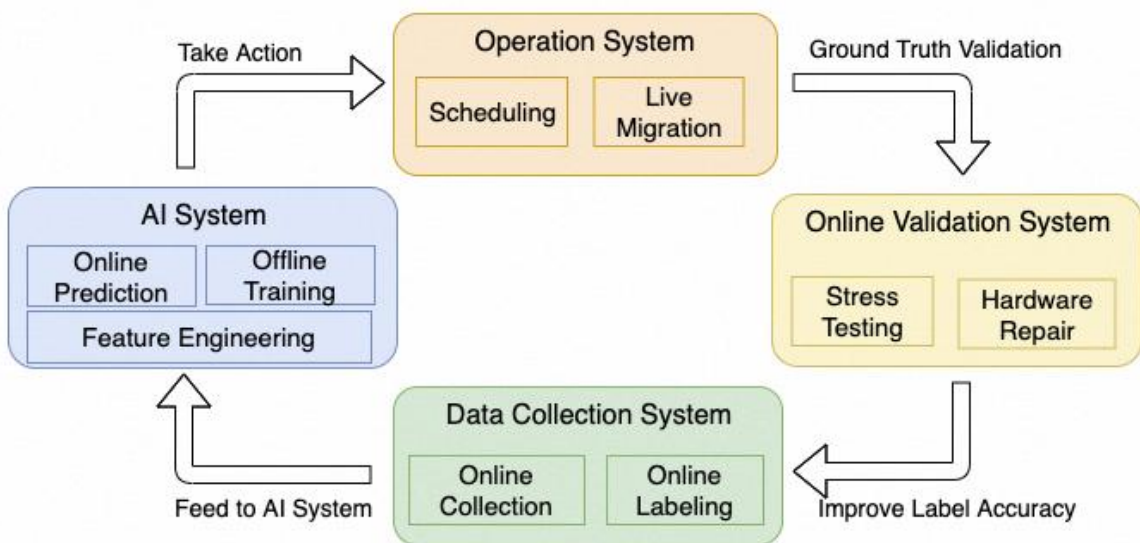 Take Action
Operation System
Scheduling
Live
Migration
Ground Truth Validation
AI System
Online
Prediction
Offline
Training
Feature Engineering
Online Validation System
Stress
Testing
Hardware
Repair
Data Collection System
Online
Collection
Online
Labeling
Feed to AI System
Improve Label Accuracy